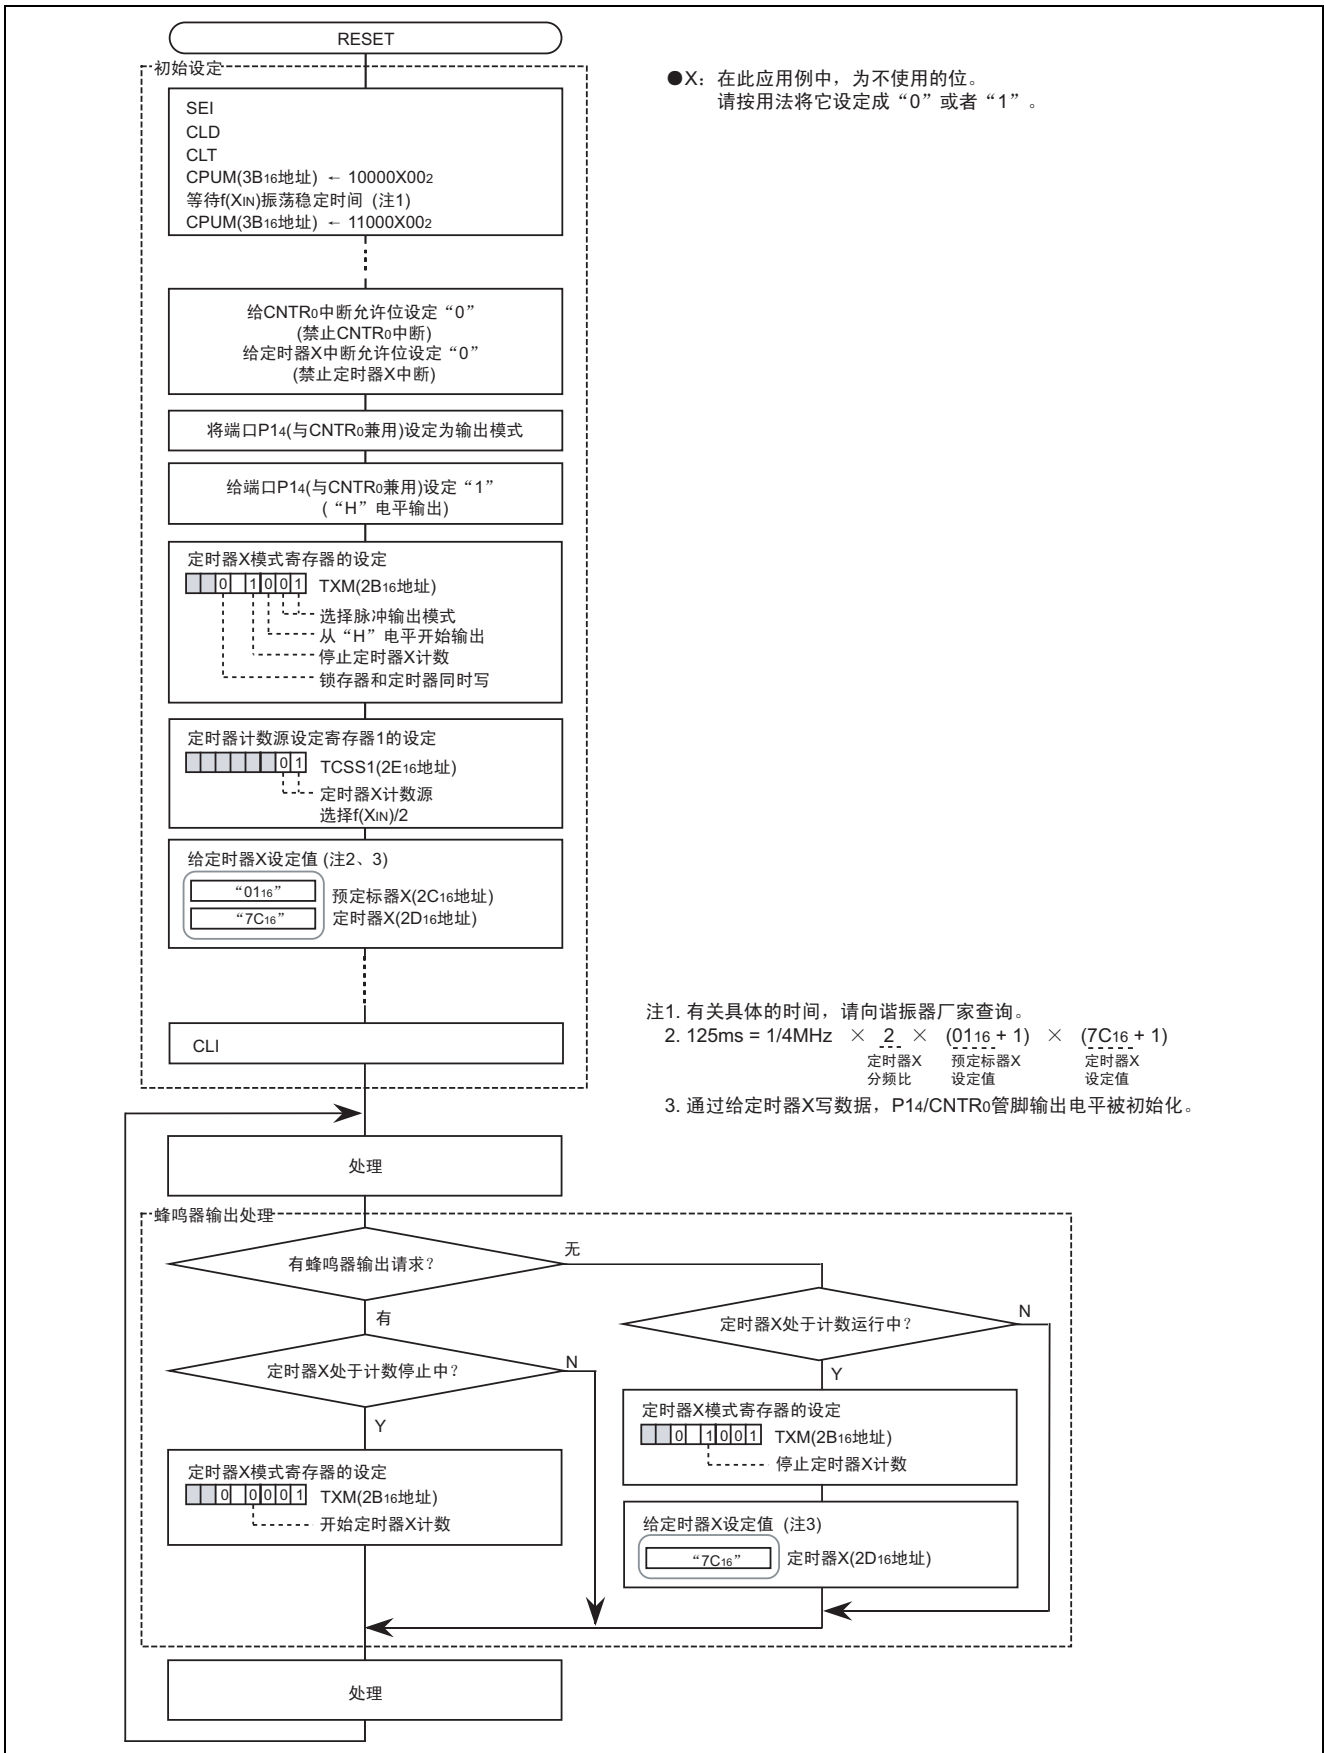 RESET
初始设定
●X：在此应用例中，为不使用的位。
请按用法将它设定成“0”或者“1”。
SEI
CLD
CLT
CPUM(3B16地址) ← 10000X002
等待f(XIN)振荡稳定时间 (注1)
CPUM(3B16地址) ← 11000X002
给CNTR0中断允许位设定“0”
(禁止CNTR0中断)
给定时器X中断允许位设定“0”
(禁止定时器X中断)
将端口P14(与CNTR0兼用)设定为输出模式
给端口P14(与CNTR0兼用)设定“1”
(“H”电平输出)
定时器X模式寄存器的设定
0 1 0 0 1 TXM(2B16地址)
选择脉冲输出模式
从“H”电平开始输出
停止定时器X计数
锁存器和定时器同时写
定时器计数源设定寄存器1的设定
0 1 TCSS1(2E16地址)
定时器X计数源
选择f(XIN)/2
给定时器X设定值 (注2、3)
“0116” 预定标器X(2C16地址)
“7C16” 定时器X(2D16地址)
CLI
注1. 有关具体的时间，请向谐振器厂家查询。
2. 125ms = 1/4MHz × 2 × (0116 + 1) × (7C16 + 1)
定时器X 预定标器X 定时器X
分频比 设定值 设定值
3. 通过给定时器X写数据，P14/CNTR0管脚输出电平被初始化。
处理
蜂鸣器输出处理
有蜂鸣器输出请求？
无
有
定时器X处于计数运行中？
N
Y
定时器X处于计数停止中？
N
Y
定时器X模式寄存器的设定
0 1 0 0 1 TXM(2B16地址)
停止定时器X计数
定时器X模式寄存器的设定
0 0 0 0 1 TXM(2B16地址)
开始定时器X计数
给定时器X设定值 (注3)
“7C16” 定时器X(2D16地址)
处理